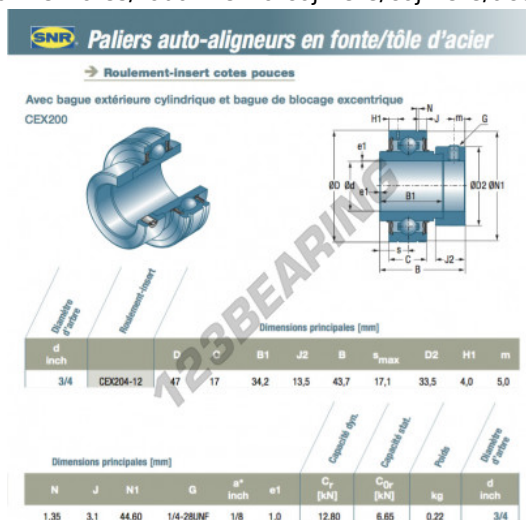 SNR Paliers auto-aligneurs en fonte/tôle d'acier
Roulement-insert cotes pouces
Avec bague extérieure cylindrique et bague de blocage excentrique
CEX200
N
H1 J m G
e1
ØD Ød ØD2 ØN1
e1
B1
s
C J2
B
123BEARING
Diamètre d'arbre Roulement-insert
Dimensions principales [mm]
d inch D C B1 J2 B smax D2 H1 m
3/4 CEX204-12 47 17 34,2 13,5 43,7 17,1 33,5 4,0 5,0
Capacité dyn. Capacité stat. Poids Diamètre d'arbre
Dimensions principales [mm]
N J N1 G a* inch e1 Cr [kN] C0r [kN] kg d inch
1.35 3.1 44.60 1/4-28UNF 1/8 1.0 12.80 6.65 0.22 3/4